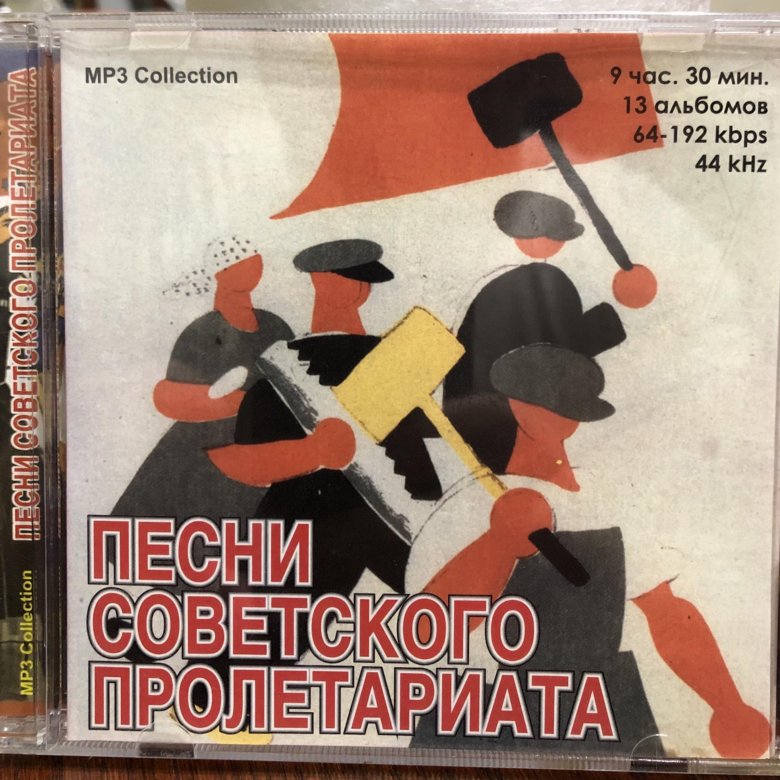 MP3 Collection
9 час. 30 мин.
13 альбомов
64-192 kbps
44 kHz
ПЕСНИ
СОВЕТСКОГО
ПРОЛЕТАРИАТА
ПЕСНИ СОВЕТСКОГО ПРОЛЕТАРИАТА
MP3 Collection